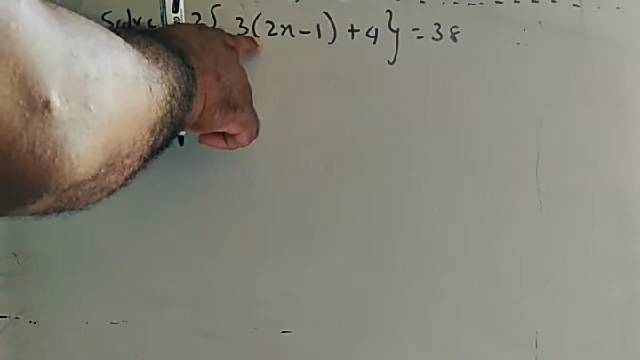 Solve 2{ 3(2x-1) + 4} = 38